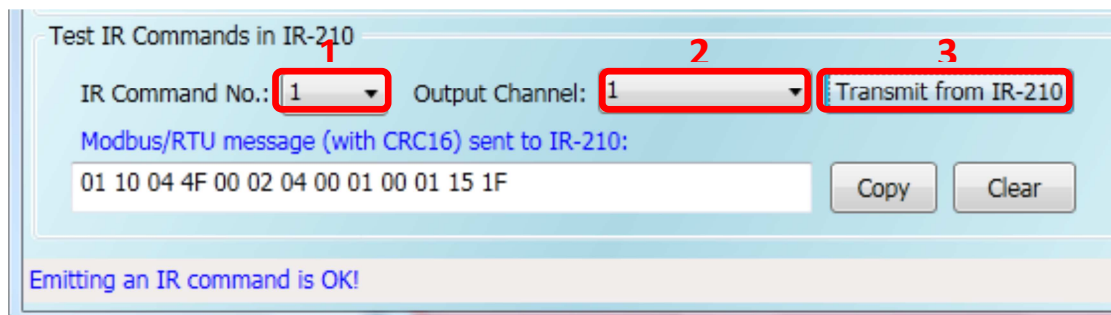 Test IR Commands in IR-210
1 2 3
IR Command No.: 1 Output Channel: 1 Transmit from IR-210
Modbus/RTU message (with CRC16) sent to IR-210:
01 10 04 4F 00 02 04 00 01 00 01 15 1F Copy Clear
Emitting an IR command is OK!